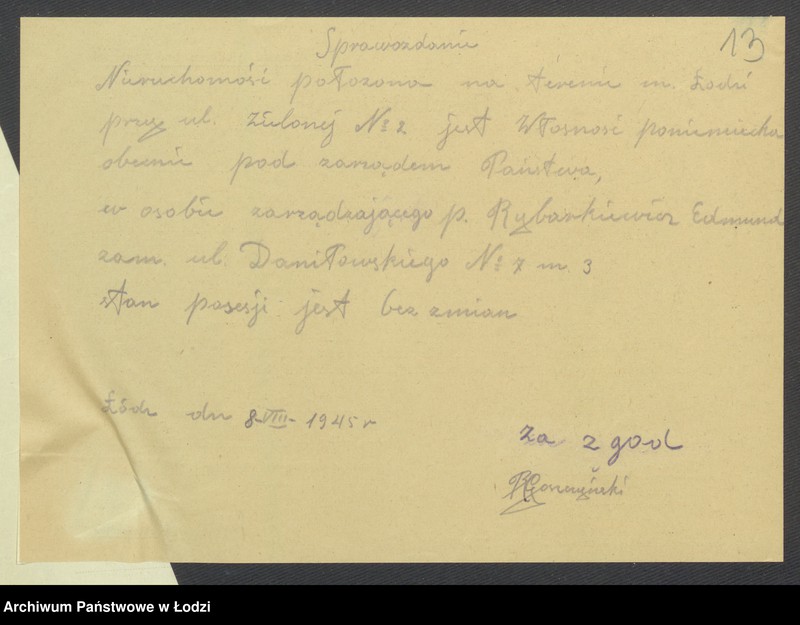 13
Sprawozdanie
Nieruchomość położona na terenie m. Łodzi
przy ul. Zielonej № 2 jest Własność poniemiecka
obecnie pod zarządem Państwa,
w osobie zarządzającego p. Rybarkiewicz Edmund
zam. ul. Daniłowskiego № 7 m. 3
stan posesji jest bez zmian
Łódź dn 8-VIII-1945 r
za zgod
Archiwum Państwowe w Łodzi